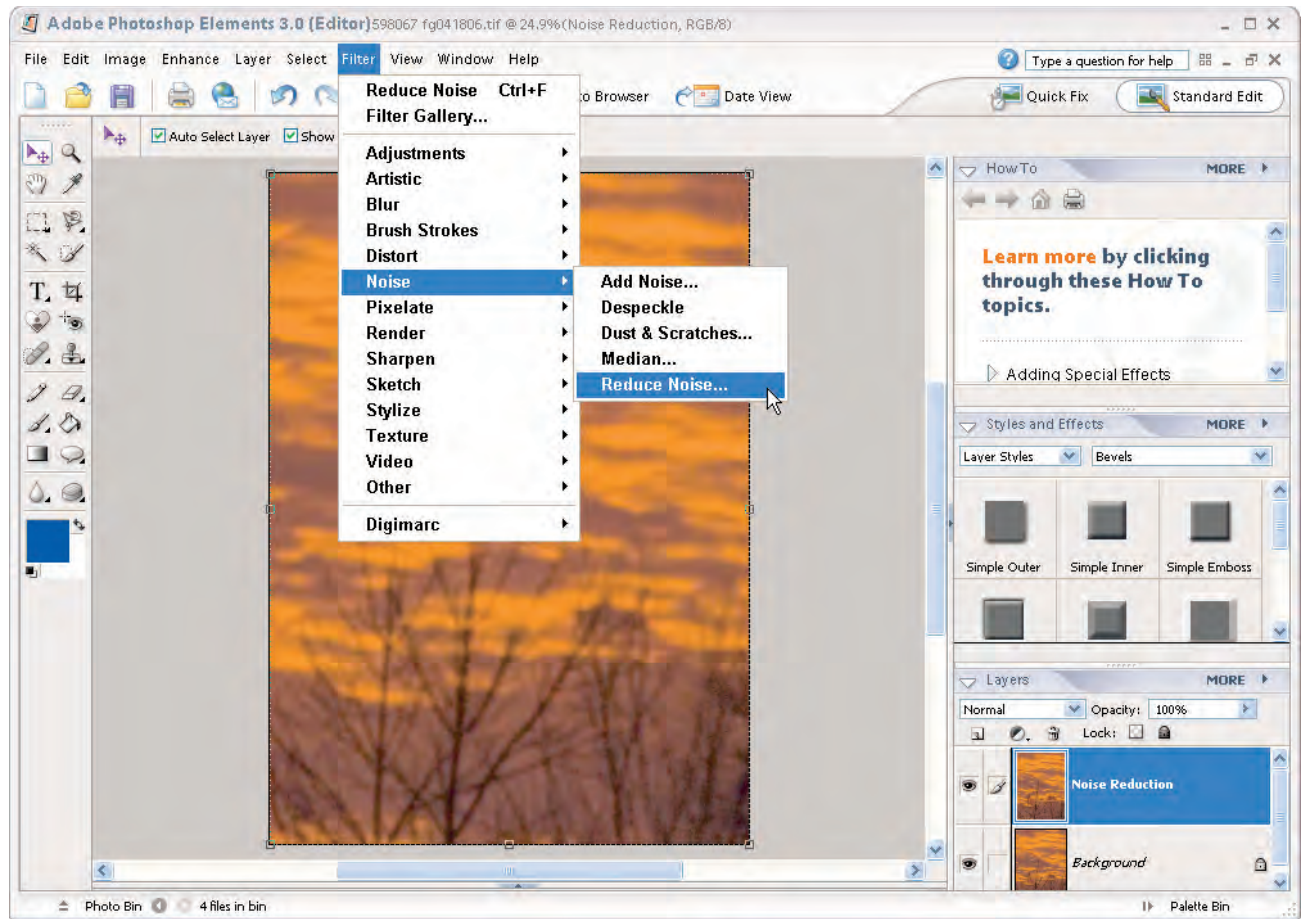 Adobe Photoshop Elements 3.0 (Editor)598067 fg041806.tif @ 24.9%(Noise Reduction, RGB/8)
File Edit Image Enhance Layer Select Filter View Window Help
Type a question for help
Reduce Noise Ctrl+F
Filter Gallery...
to Browser
Date View
Quick Fix
Standard Edit
Auto Select Layer
Show
Adjustments
Artistic
Blur
Brush Strokes
Distort
Noise
Pixelate
Render
Sharpen
Sketch
Stylize
Texture
Video
Other
Digimarc
Add Noise...
Despeckle
Dust & Scratches...
Median...
Reduce Noise...
How To
MORE
Learn more by clicking
through these How To
topics.
Adding Special Effects
Styles and Effects
MORE
Layer Styles
Bevels
Simple Outer
Simple Inner
Simple Emboss
Layers
MORE
Normal
Opacity: 100%
Lock:
Noise Reduction
Background
Photo Bin
4 files in bin
Palette Bin